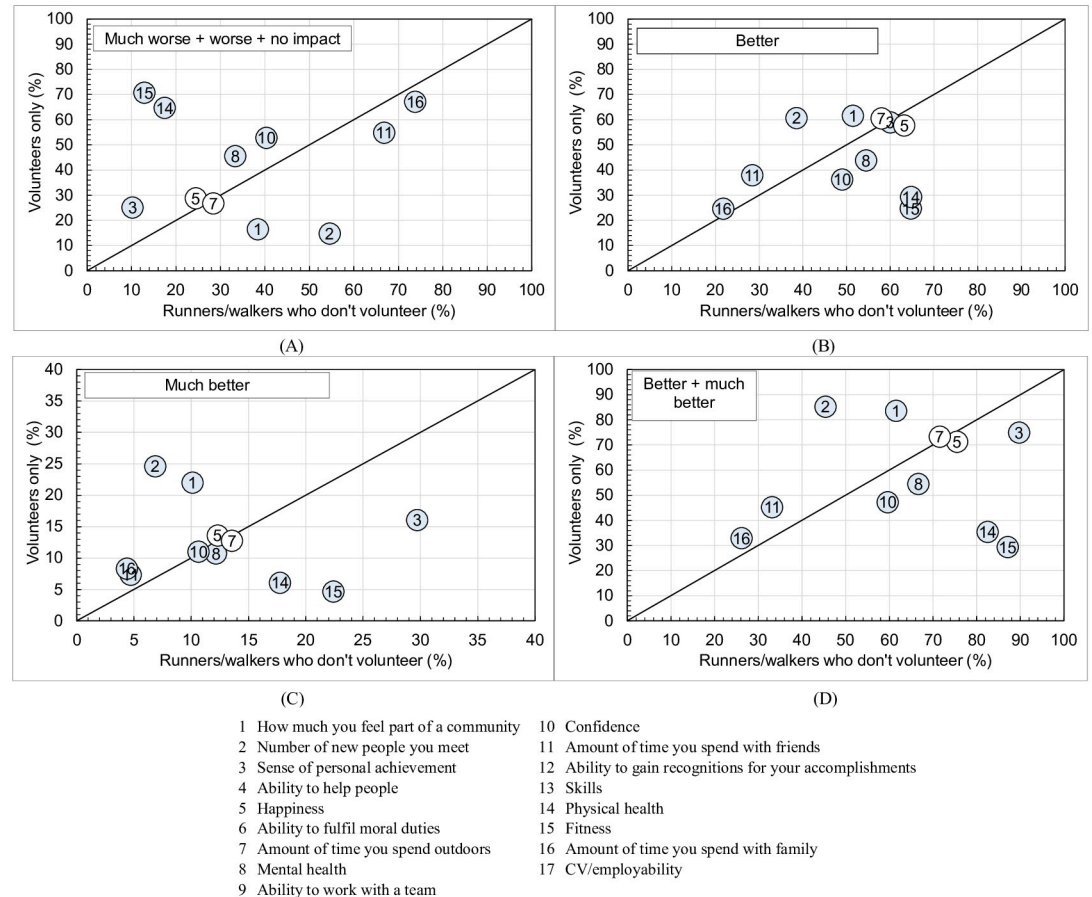 Much worse + worse + no impact
Volunteers only (%)
100
90
80
70
60
50
40
30
20
10
0
15
14
16
11
10
8
5
7
3
1
2
0 10 20 30 40 50 60 70 80 90 100
Runners/walkers who don't volunteer (%)
(A)
Better
Volunteers only (%)
100
90
80
70
60
50
40
30
20
10
0
2
1
7
3
5
8
11
10
14
15
16
0 10 20 30 40 50 60 70 80 90 100
Runners/walkers who don't volunteer (%)
(B)
Much better
Volunteers only (%)
40
35
30
25
20
15
10
5
0
2
1
3
5
7
10
8
16
11
14
15
0 5 10 15 20 25 30 35 40
Runners/walkers who don't volunteer (%)
(C)
Better + much
better
Volunteers only (%)
100
90
80
70
60
50
40
30
20
10
0
2
1
3
7
5
8
10
11
16
14
15
0 10 20 30 40 50 60 70 80 90 100
Runners/walkers who don't volunteer (%)
(D)
1 How much you feel part of a community
2 Number of new people you meet
3 Sense of personal achievement
4 Ability to help people
5 Happiness
6 Ability to fulfil moral duties
7 Amount of time you spend outdoors
8 Mental health
9 Ability to work with a team
10 Confidence
11 Amount of time you spend with friends
12 Ability to gain recognitions for your accomplishments
13 Skills
14 Physical health
15 Fitness
16 Amount of time you spend with family
17 CV/employability